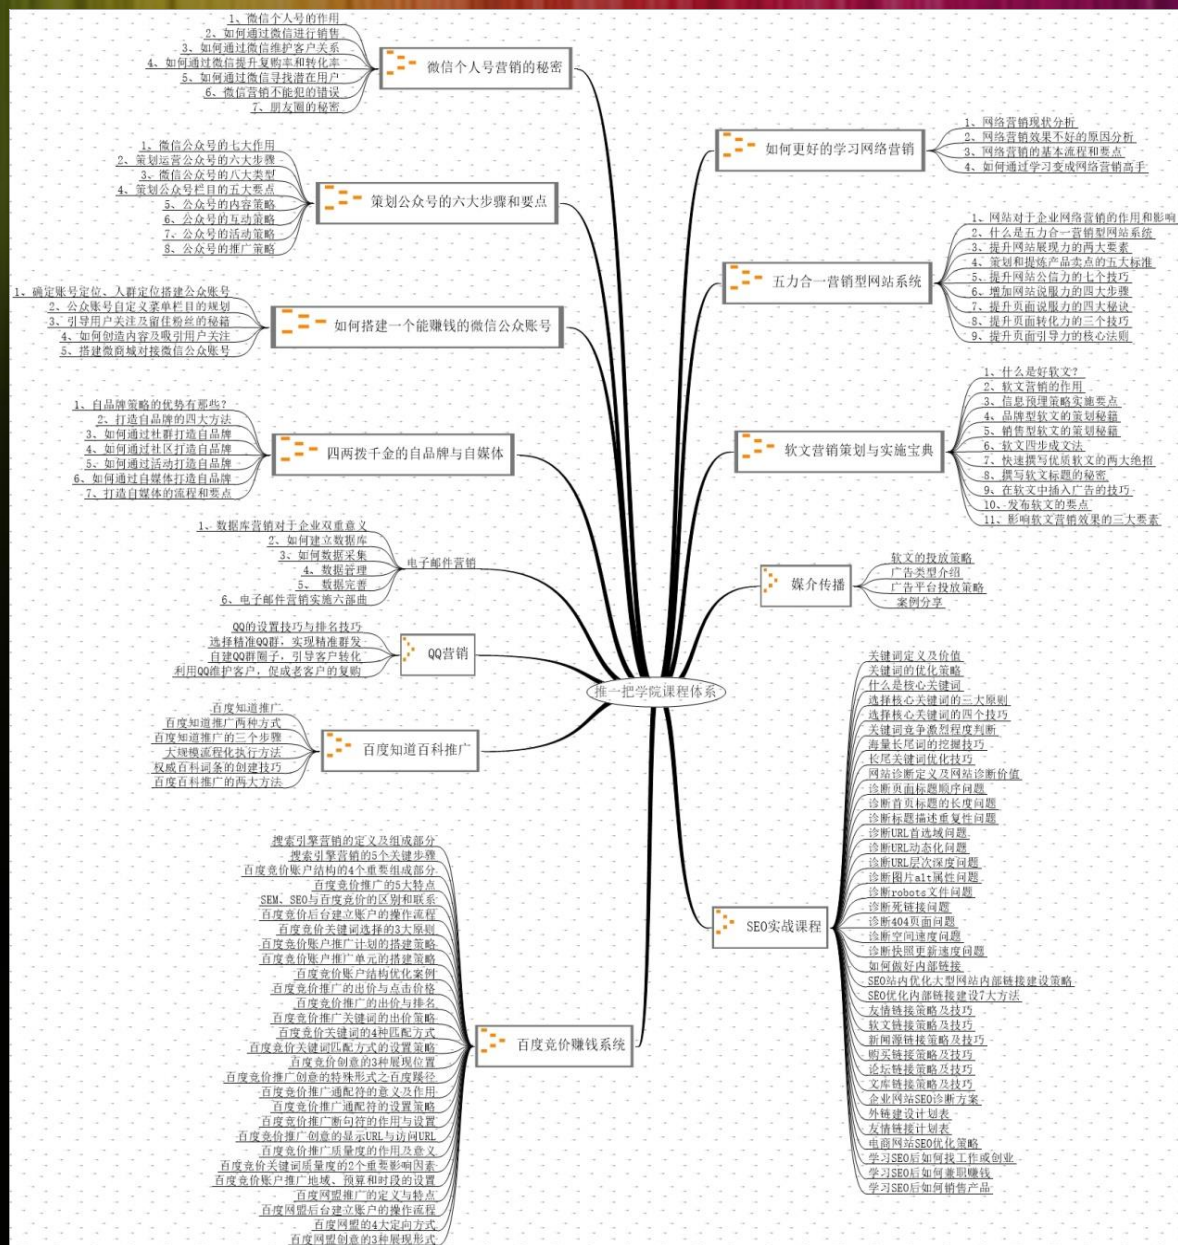 微信个人号营销的秘密
1、微信个人号的作用
2、如何通过微信进行销售
3、如何通过微信维护客户关系
4、如何通过微信提升复购率和转化率
5、如何通过微信寻找潜在用户
6、微信营销不能犯的错误
7、朋友圈的秘密
策划公众号的六大步骤和要点
1、微信公众号的七大作用
2、策划运营公众号的六大步骤
3、微信公众号的八大类型
4、策划公众号栏目的五大要点
5、公众号的内容策略
6、公众号的互动策略
7、公众号的活动策略
8、公众号的推广策略
如何搭建一个能赚钱的微信公众账号
1、确定账号定位、人群定位搭建公众账号
2、公众账号自定义菜单栏目的规划
3、引导用户关注及留住粉丝的秘籍
4、如何创造内容及吸引用户关注
5、搭建微商城对接微信公众账号
四两拨千金的自品牌与自媒体
1、自品牌策略的优势有那些?
2、打造自品牌的四大方法
3、如何通过社群打造自品牌
4、如何通过社区打造自品牌
5、如何通过活动打造自品牌
6、如何通过自媒体打造自品牌
7、打造自媒体的流程和要点
电子邮件营销
1、数据库营销对于企业双重意义
2、如何建立数据库
3、如何数据采集
4、数据管理
5、数据完善
6、电子邮件营销实施六部曲
QQ营销
QQ的设置技巧与排名技巧
选择精准QQ群，实现精准群发
自建QQ群圈子，引导客户转化
利用QQ维护客户，促成老客户的复购
百度知道百科推广
百度知道推广
百度知道推广两种方式
百度知道推广的三个步骤
大规模流程化执行方法
权威百科词条的创建技巧
百度百科推广的两大方法
百度竞价赚钱系统
搜索引擎营销的定义及组成部分
搜索引擎营销的5个关键步骤
百度竞价账户结构的4个重要组成部分
百度竞价推广的5大特点
SEM、SEO与百度竞价的区别和联系
百度竞价后台建立账户的操作流程
百度竞价关键词选择的3大原则
百度竞价账户推广计划的搭建策略
百度竞价账户推广单元的搭建策略
百度竞价账户结构优化案例
百度竞价推广的出价与点击价格
百度竞价推广的出价与排名
百度竞价推广关键词的出价策略
百度竞价关键词的4种匹配方式
百度竞价关键词匹配方式的设置策略
百度竞价创意的3种展现位置
百度竞价推广创意的特殊形式之百度蹊径
百度竞价推广通配符的意义及作用
百度竞价推广通配符的设置策略
百度竞价推广断句符的作用与设置
百度竞价推广创意的显示URL与访问URL
百度竞价推广质量度的作用及意义
百度竞价关键词质量度的2个重要影响因素
百度竞价账户推广地域、预算和时段的设置
百度网盟推广的定义与特点
百度网盟后台建立账户的操作流程
百度网盟的4大定向方式
百度网盟创意的3种展现形式
推一把学院课程体系
如何更好的学习网络营销
1、网络营销现状分析
2、网络营销效果不好的原因分析
3、网络营销的基本流程和要点
4、如何通过学习变成网络营销高手
五力合一营销型网站系统
1、网站对于企业网络营销的作用和影响
2、什么是五力合一营销型网站系统
3、提升网站展现力的两大要素
4、策划和提炼产品卖点的五大标准
5、提升网站公信力的七个技巧
6、增加网站说服力的四大步骤
7、提升页面说服力的四大秘诀
8、提升页面转化力的三个技巧
9、提升页面引导力的核心法则
软文营销策划与实施宝典
1、什么是好软文?
2、软文营销的作用
3、信息预埋策略实施要点
4、品牌型软文的策划秘籍
5、销售型软文的策划秘籍
6、软文四步成文法
7、快速撰写优质软文的两大绝招
8、撰写软文标题的秘密
9、在软文中插入广告的技巧
10、发布软文的要点
11、影响软文营销效果的三大要素
媒介传播
软文的投放策略
广告类型介绍
广告平台投放策略
案例分享
SEO实战课程
关键词定义及价值
关键词的优化策略
什么是核心关键词
选择核心关键词的三大原则
选择核心关键词的四个技巧
关键词竞争激烈程度判断
海量长尾词的挖掘技巧
长尾关键词优化技巧
网站诊断定义及网站诊断价值
诊断页面标题顺序问题
诊断首页标题的长度问题
诊断标题描述重复性问题
诊断URL首选域问题
诊断URL动态化问题
诊断URL层次深度问题
诊断图片alt属性问题
诊断robots文件问题
诊断死链接问题
诊断404页面问题
诊断空间速度问题
诊断快照更新速度问题
如何做好内部链接
SEO站内优化大型网站内部链接建设策略
SEO优化内部链接建设7大方法
友情链接策略及技巧
软文链接策略及技巧
新闻源链接策略及技巧
购买链接策略及技巧
论坛链接策略及技巧
文库链接策略及技巧
企业网站SEO诊断方案
外链建设计划表
友情链接计划表
电商网站SEO优化策略
学习SEO后如何找工作或创业
学习SEO后如何兼职赚钱
学习SEO后如何销售产品